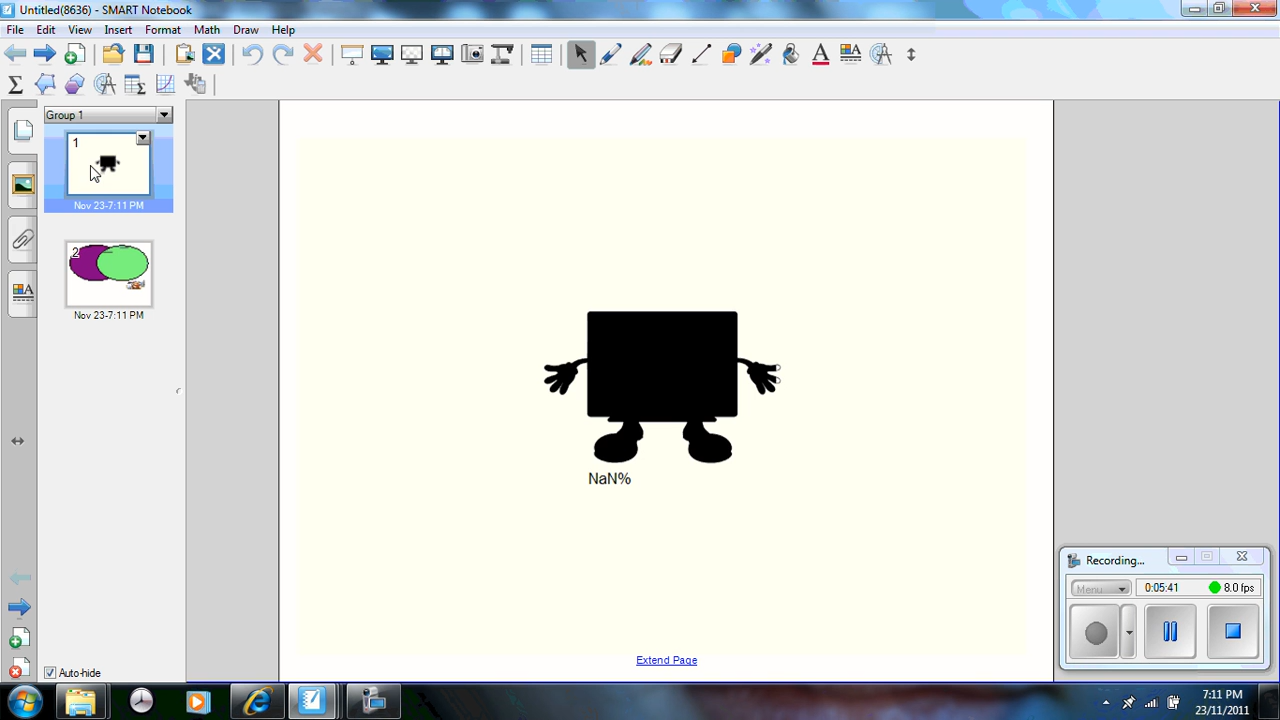 Untitled(8636) - SMART Notebook
File Edit View Insert Format Math Draw Help
Group 1
1
Nov 23-7:11 PM
2
Nov 23-7:11 PM
NaN%
Extend Page
Auto-hide
Recording...
Menu
0:05:41
8.0 fps
7:11 PM
23/11/2011